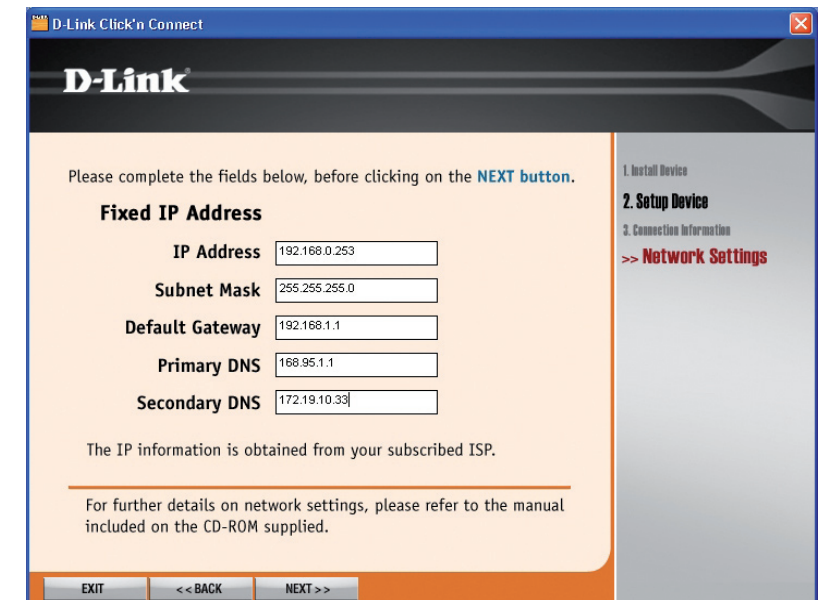 D-Link Click'n Connect
D-Link
Please complete the fields below, before clicking on the NEXT button.
Fixed IP Address
IP Address 192.168.0.253
Subnet Mask 255.255.255.0
Default Gateway 192.168.1.1
Primary DNS 168.95.1.1
Secondary DNS 172.19.10.33
The IP information is obtained from your subscribed ISP.
For further details on network settings, please refer to the manual
included on the CD-ROM supplied.
1. Install Device
2. Setup Device
3. Connection Information
>> Network Settings
EXIT
<< BACK
NEXT >>